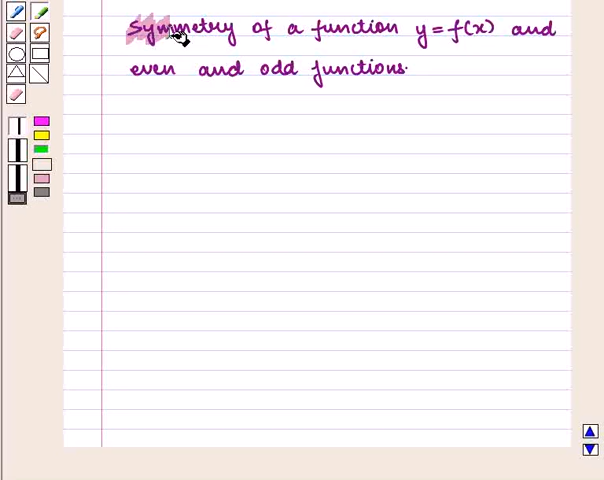 Symmetry of a function y = f(x) and
even and odd functions.